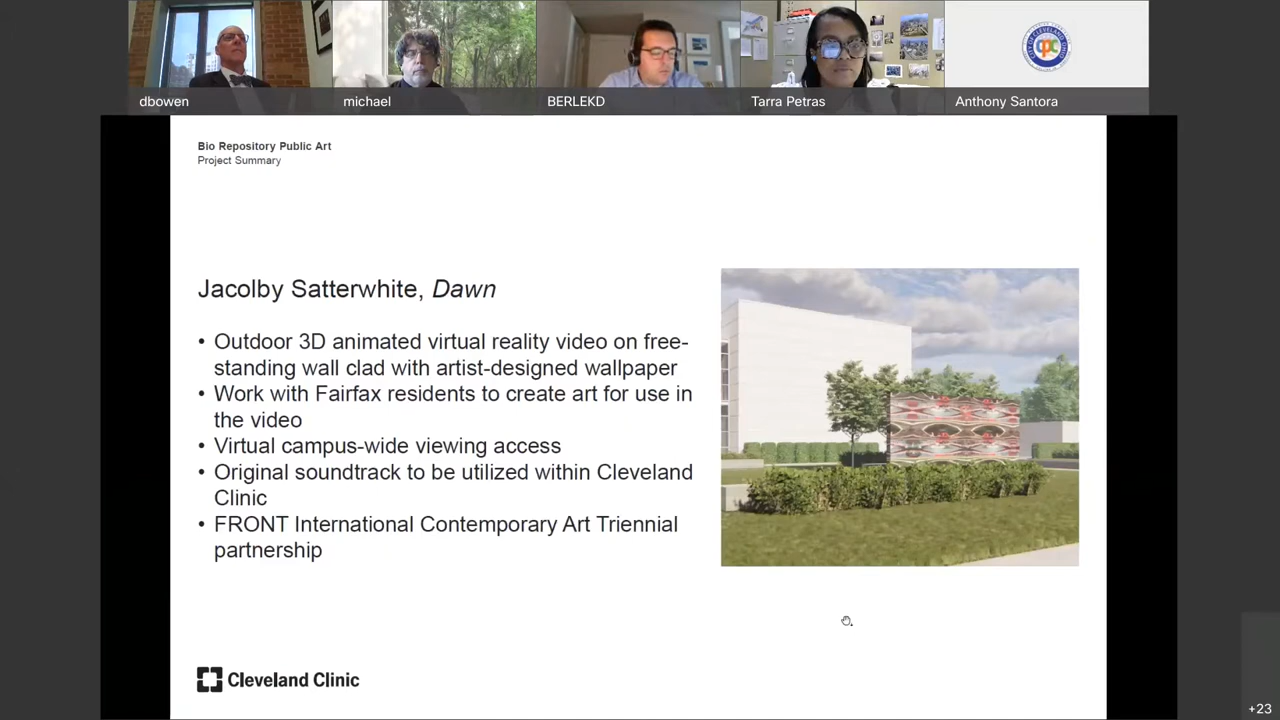 dbowen
michael
BERLEKD
Tarra Petras
Anthony Santora
Bio Repository Public Art
Project Summary
Jacolby Satterwhite, Dawn
• Outdoor 3D animated virtual reality video on free-
standing wall clad with artist-designed wallpaper
• Work with Fairfax residents to create art for use in
the video
• Virtual campus-wide viewing access
• Original soundtrack to be utilized within Cleveland
Clinic
• FRONT International Contemporary Art Triennial
partnership
Cleveland Clinic
+23